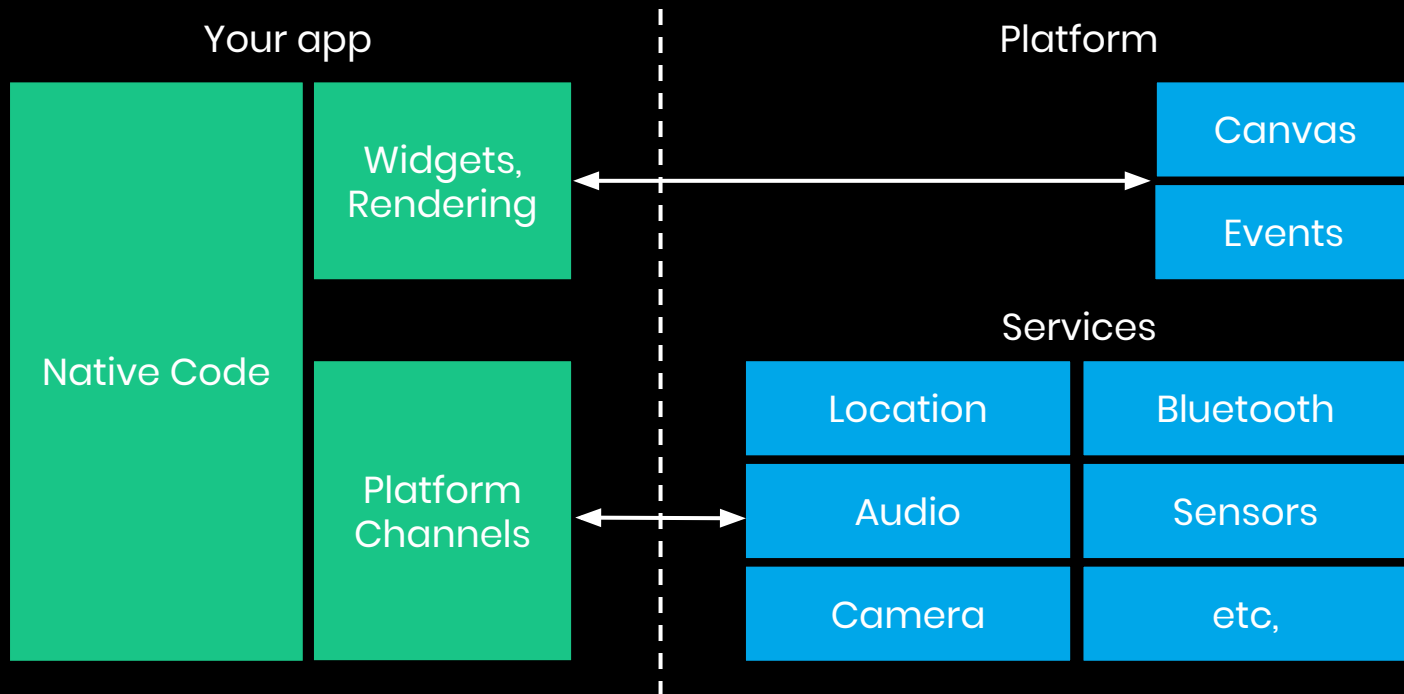 Your app
Platform
Native Code
Widgets,
Rendering
Canvas
Events
Services
Platform
Channels
Location
Bluetooth
Audio
Sensors
Camera
etc,